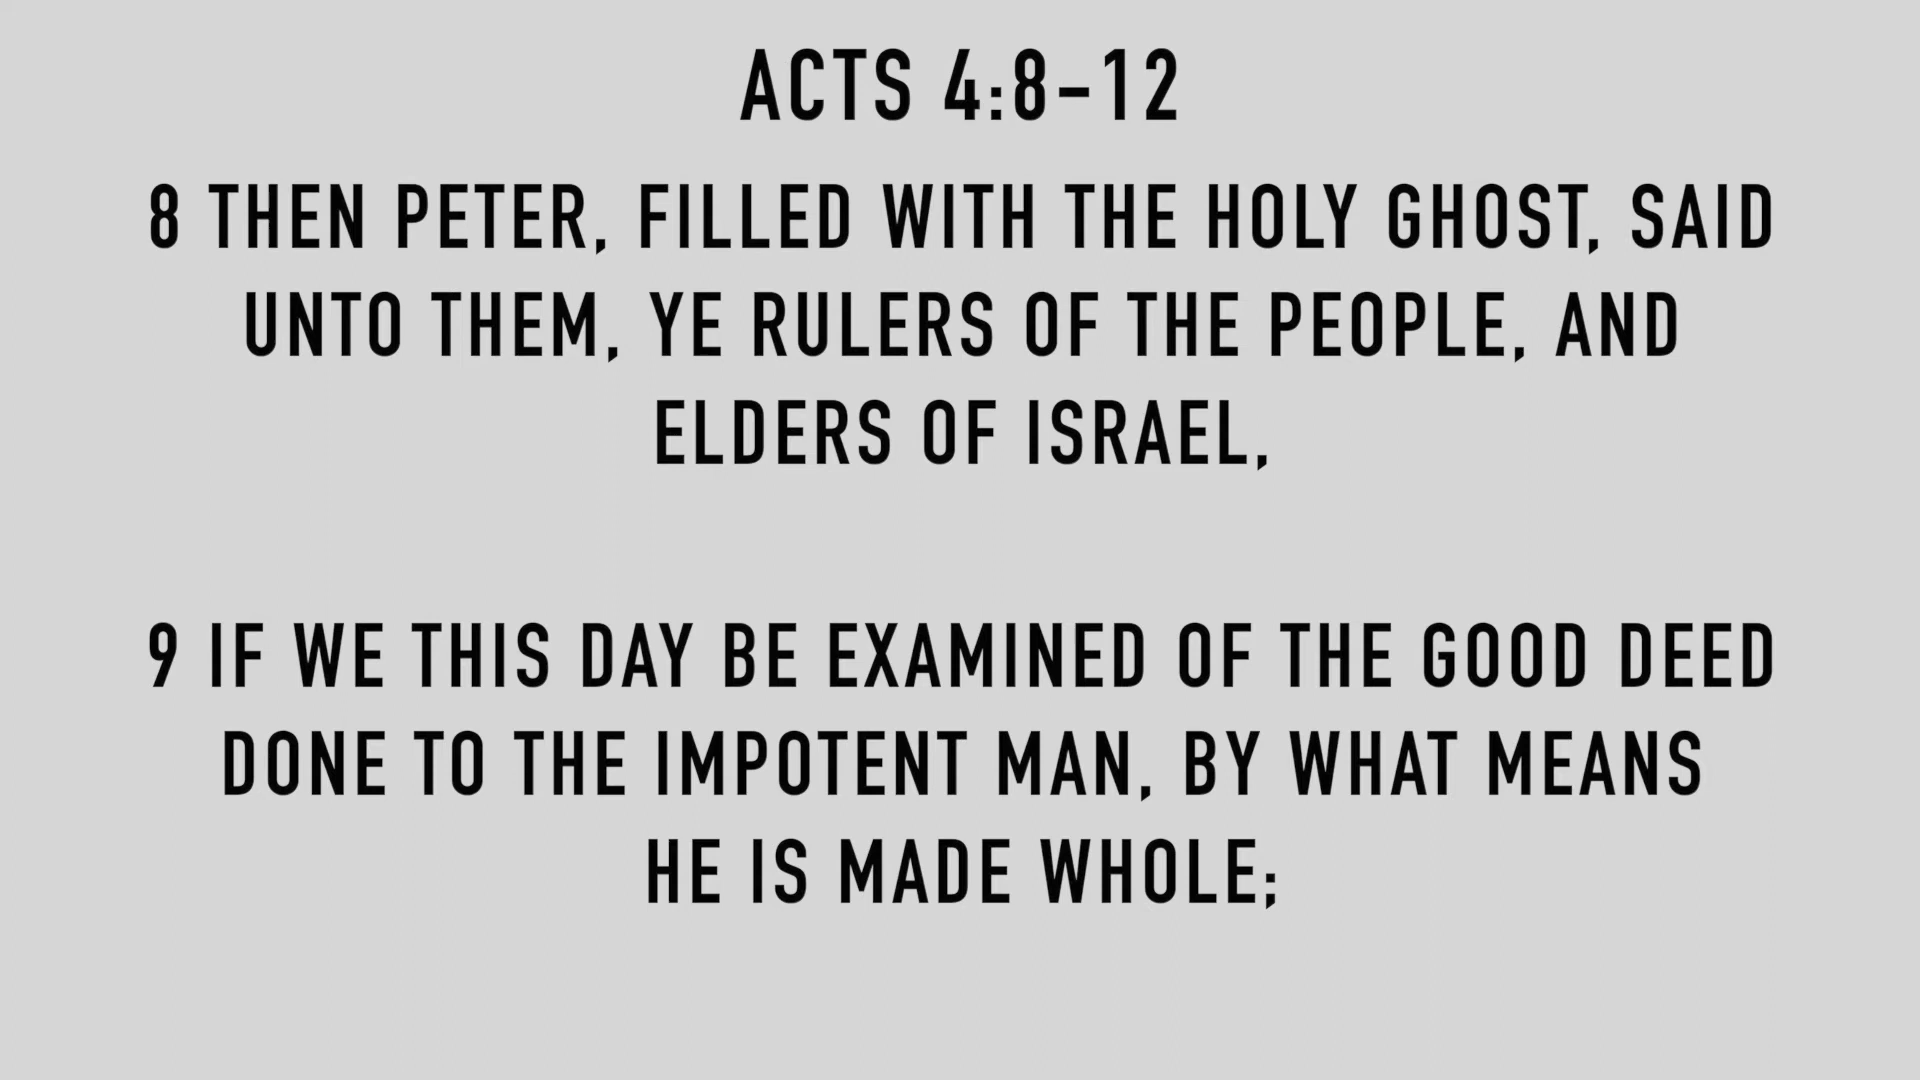 ACTS 4:8-12
8 THEN PETER, FILLED WITH THE HOLY GHOST, SAID
UNTO THEM, YE RULERS OF THE PEOPLE, AND
ELDERS OF ISRAEL,
9 IF WE THIS DAY BE EXAMINED OF THE GOOD DEED
DONE TO THE IMPOTENT MAN, BY WHAT MEANS
HE IS MADE WHOLE;